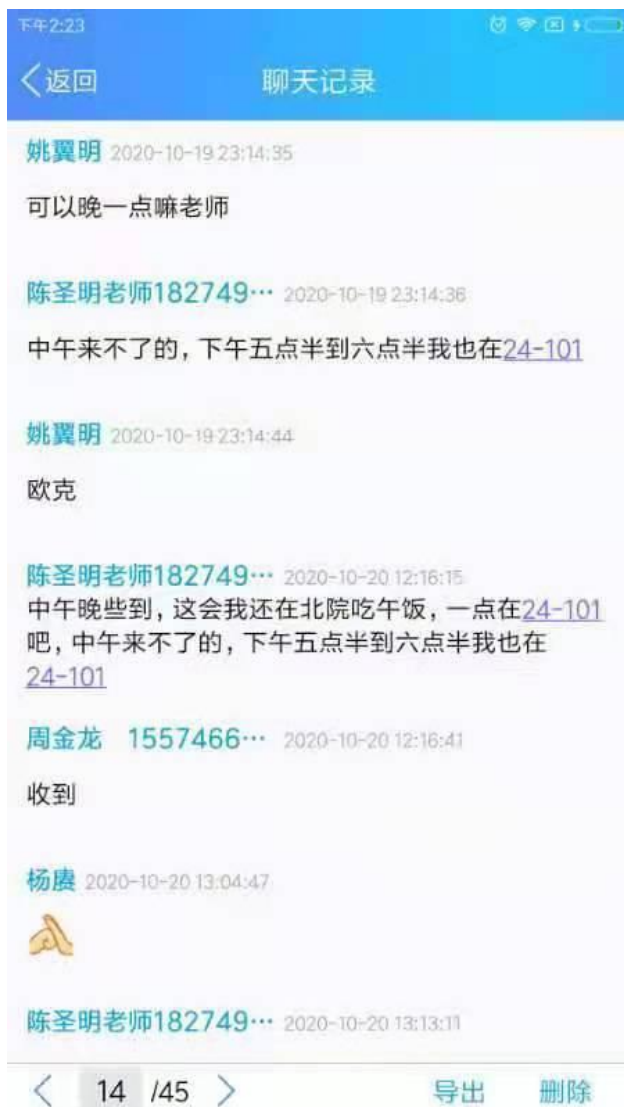 下午2:23
返回
聊天记录
姚翼明 2020-10-19 23:14:35
可以晚一点嘛老师
陈圣明老师182749… 2020-10-19 23:14:36
中午来不了的，下午五点半到六点半我也在24-101
姚翼明 2020-10-19 23:14:44
欧克
陈圣明老师182749… 2020-10-20 12:16:15
中午晚些到，这会我还在北院吃午饭，一点在24-101
吧，中午来不了的，下午五点半到六点半我也在
24-101
周金龙 1557466… 2020-10-20 12:16:41
收到
杨赓 2020-10-20 13:04:47
陈圣明老师182749… 2020-10-20 13:13:11
14 /45 导出 删除